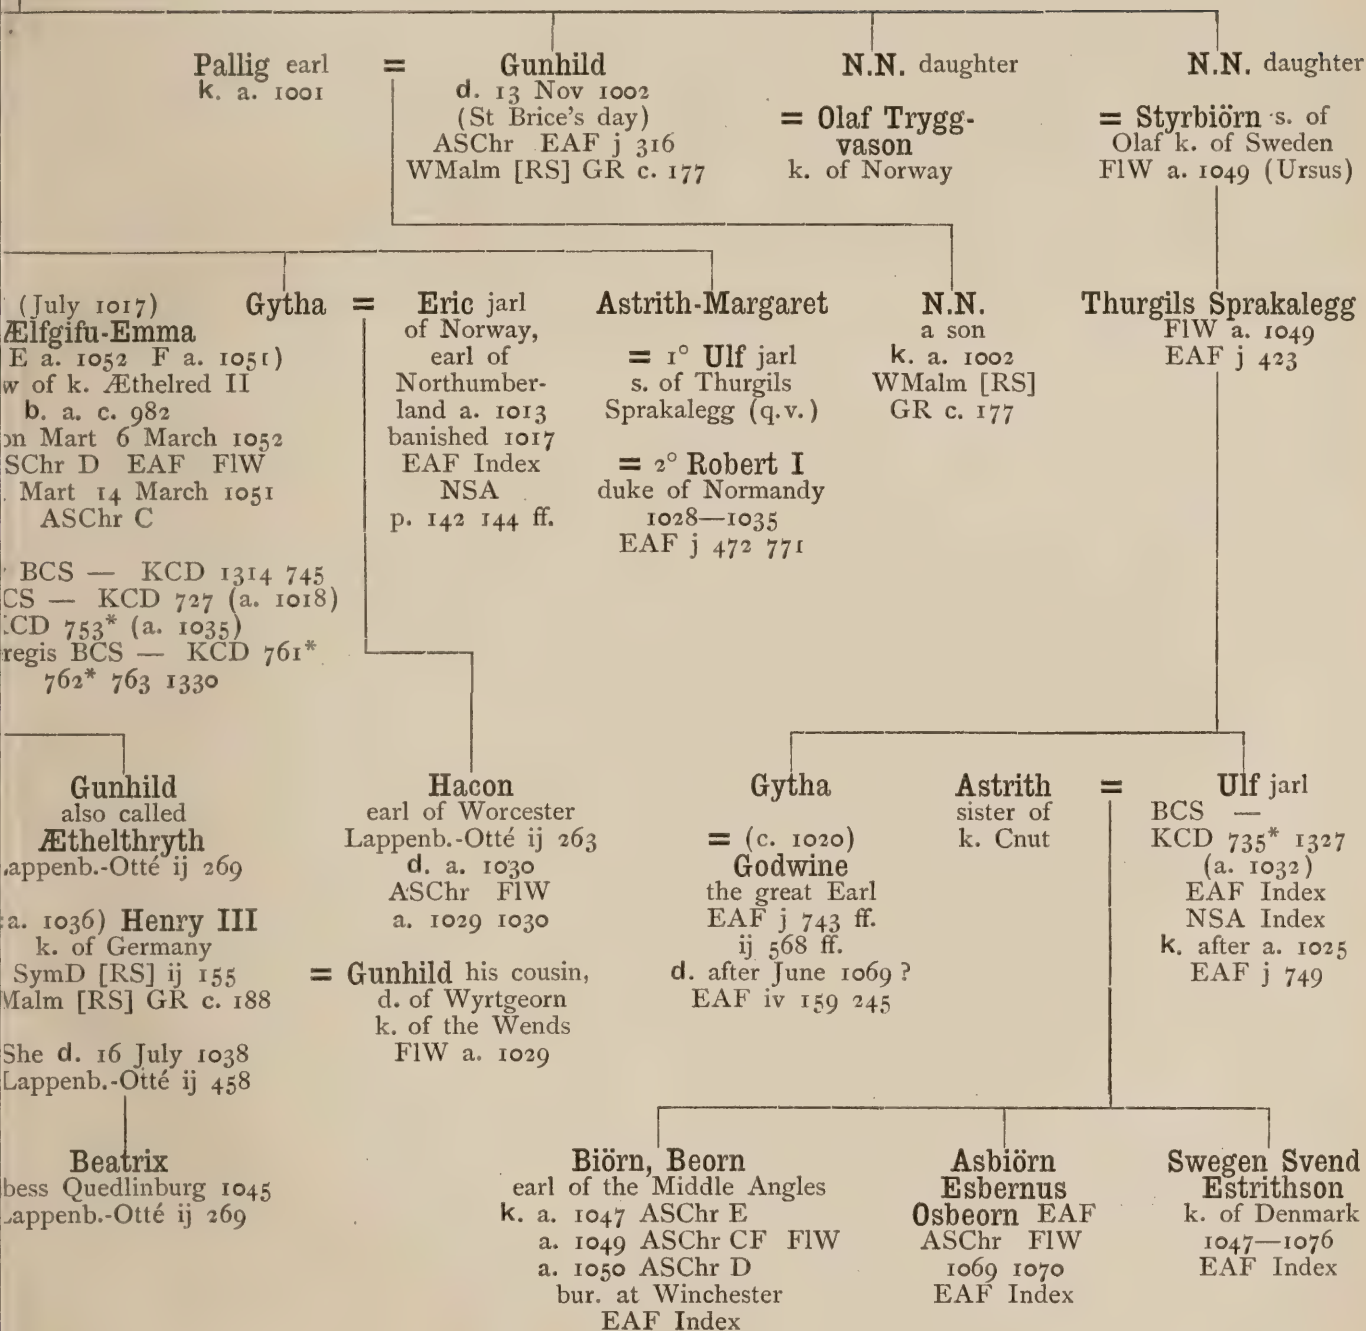 Pallig earl
k. a. 1001
=
Gunhild
d. 13 Nov 1002
(St Brice's day)
ASChr EAF j 316
WMalm [RS] GR c. 177
N.N. daughter
= Olaf Trygg-
vason
k. of Norway
N.N. daughter
= Styrbiörn s. of
Olaf k. of Sweden
FlW a. 1049 (Ursus)
(July 1017)
Ælfgifu-Emma
E a. 1052 F a. 1051)
w of k. Æthelred II
b. a. c. 982
on Mart 6 March 1052
SChr D EAF FlW
. Mart 14 March 1051
ASChr C
BCS — KCD 1314 745
CS — KCD 727 (a. 1018)
CD 753* (a. 1035)
regis BCS — KCD 761*
762* 763 1330
Gytha =
Eric jarl
of Norway,
earl of
Northumber-
land a. 1013
banished 1017
EAF Index
NSA
p. 142 144 ff.
Astrith-Margaret
= 1° Ulf jarl
s. of Thurgils
Sprakalegg (q.v.)
= 2° Robert I
duke of Normandy
1028—1035
EAF j 472 771
N.N.
a son
k. a. 1002
WMalm [RS]
GR c. 177
Thurgils Sprakalegg
FlW a. 1049
EAF j 423
Gunhild
also called
Æthelthryth
appenb.-Otté ij 269
a. 1036) Henry III
k. of Germany
SymD [RS] ij 155
Malm [RS] GR c. 188
She d. 16 July 1038
Lappenb.-Otté ij 458
Hacon
earl of Worcester
Lappenb.-Otté ij 263
d. a. 1030
ASChr FlW
a. 1029 1030
= Gunhild his cousin,
d. of Wyrtgeorn
k. of the Wends
FlW a. 1029
Gytha
= (c. 1020)
Godwine
the great Earl
EAF j 743 ff.
ij 568 ff.
d. after June 1069 ?
EAF iv 159 245
Astrith
sister of
k. Cnut
=
Ulf jarl
BCS —
KCD 735* 1327
(a. 1032)
EAF Index
NSA Index
k. after a. 1025
EAF j 749
Beatrix
bess Quedlinburg 1045
appenb.-Otté ij 269
Biörn, Beorn
earl of the Middle Angles
k. a. 1047 ASChr E
a. 1049 ASChr CF FlW
a. 1050 ASChr D
bur. at Winchester
EAF Index
Asbiörn
Esbernus
Osbeorn EAF
ASChr FlW
1069 1070
EAF Index
Swegen Svend
Estrithson
k. of Denmark
1047—1076
EAF Index